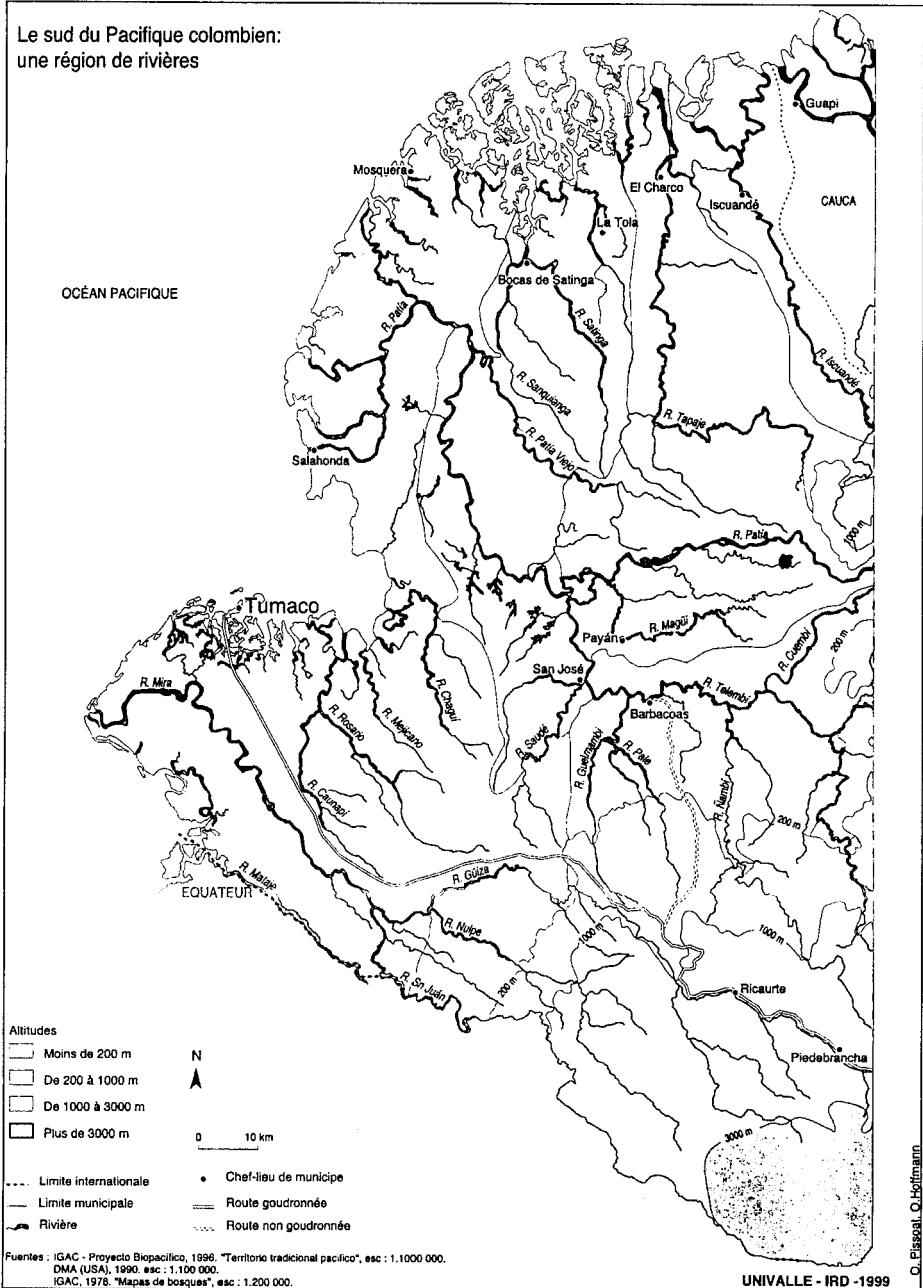 Le sud du Pacifique colombien:
une région de rivières
Guapi
Mosquera
El Charco
Iscuandé
CAUCA
La Tola
OCÉAN PACIFIQUE
Bocas de Satinga
R. Patía
R. Satinga
R. Iscuandé
R. Sanquianga
R. Tapaje
R. Patía Viejo
Salahonda
1000 m
R. Patía
Tumaco
Payáns
R. Magüí
R. Cuembí
200 m
San José
R. Mira
R. Telembí
Barbacoas
R. Chagüí
R. Mejicano
R. Rosario
R. Saudé
R. Guelmambí
R. Pale
R. Ñambí
R. Caunapí
200 m
R. Mataje
EQUATEUR
R. Güiza
R. Nulpe
1000 m
1000 m
200 m
R. Sn Juán
Ricaurte
Piedebrancha
3000 m
Altitudes
Moins de 200 m
De 200 à 1000 m
De 1000 à 3000 m
Plus de 3000 m
N
0 10 km
Limite internationale
Limite municipale
Rivière
Chef-lieu de municipe
Route goudronnée
Route non goudronnée
Fuentes : IGAC - Proyecto Biopacífico, 1996. "Territorio tradicional pacífico", esc : 1.1000 000.
DMA (USA), 1990. esc : 1.100 000.
IGAC, 1978. "Mapas de bosques", esc : 1.200 000.
UNIVALLE - IRD -1999
O. Pissoat, O.Hoffmann